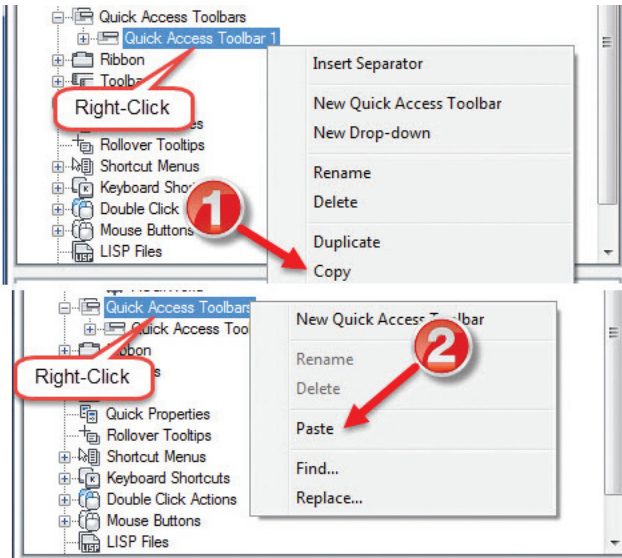 Quick Access Toolbars
Quick Access Toolbar 1
Ribbon
Insert Separator
Right-Click
New Quick Access Toolbar
New Drop-down
Rollover Tooltips
Shortcut Menus
Rename
Keyboard
Delete
Double Click
1
Mouse Buttons
Duplicate
LISP Files
Copy
Quick Access Toolbars
New Quick Access
Quick Access
2
Rename
Right-Click
Delete
Quick Properties
Paste
Rollover Tooltips
Shortcut Menus
Find...
Keyboard Shortcuts
Double Click Actions
Replace...
Mouse Buttons
LISP Files